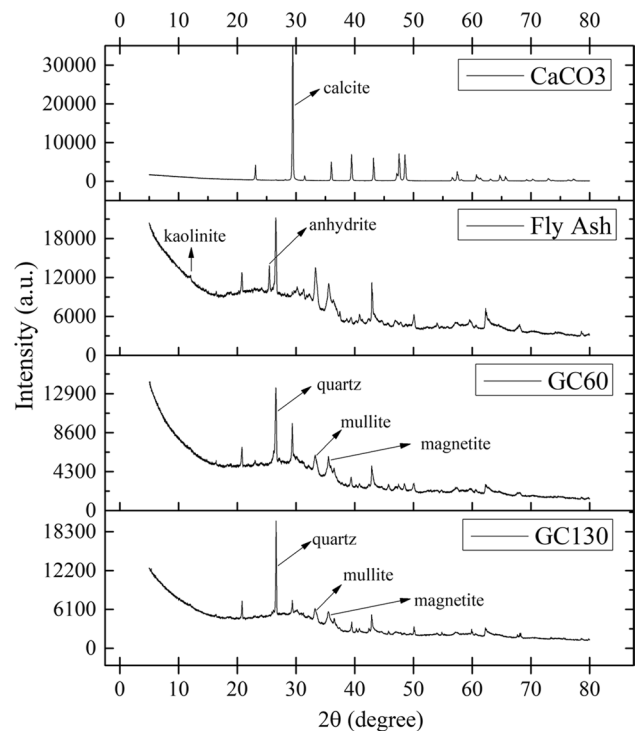 0 10 20 30 40 50 60 70 80
30000
20000
10000
0
CaCO3
calcite
18000
12000
6000
0
Fly Ash
kaolinite
anhydrite
12900
8600
4300
0
GC60
quartz
mullite
magnetite
18300
12200
6100
0
GC130
quartz
mullite
magnetite
Intensity (a.u.)
0 10 20 30 40 50 60 70 80
2θ (degree)